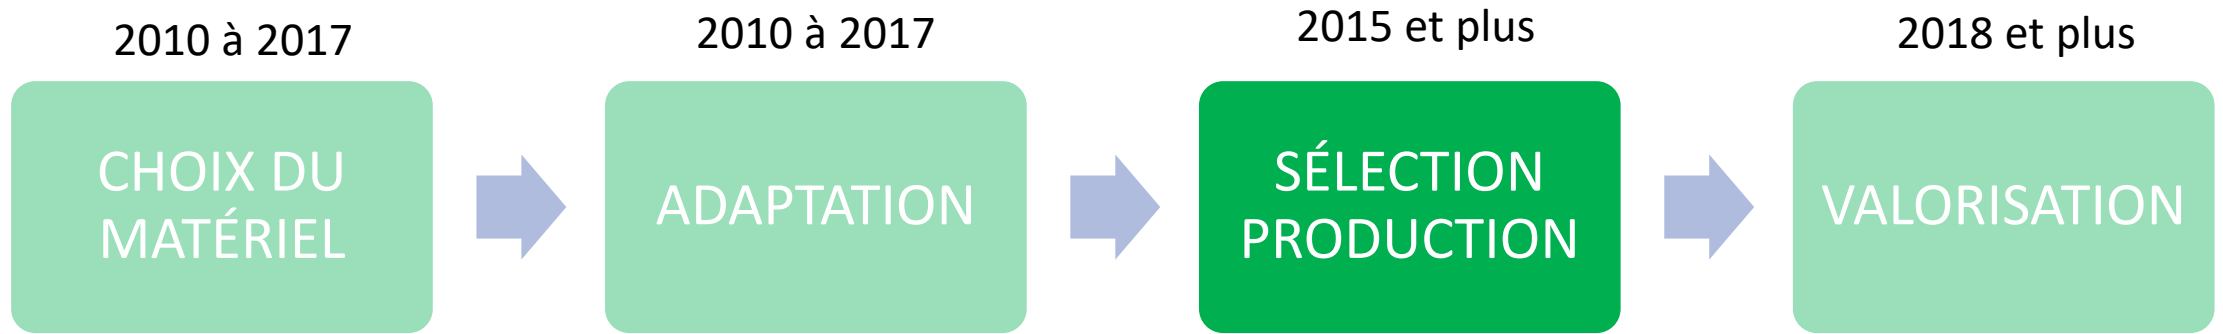 2010 à 2017
CHOIX DU
MATÉRIEL
2010 à 2017
ADAPTATION
2015 et plus
SÉLECTION
PRODUCTION
2018 et plus
VALORISATION